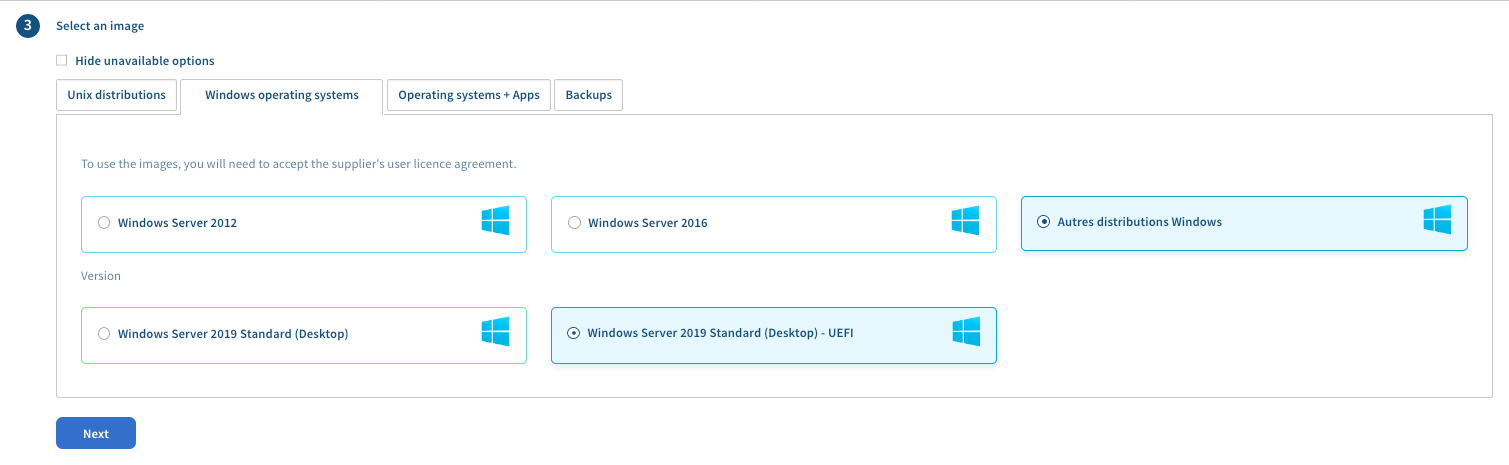 3 Select an image
Hide unavailable options
Unix distributions Windows operating systems Operating systems + Apps Backups
To use the images, you will need to accept the supplier's user licence agreement.
Windows Server 2012 Windows Server 2016 Autres distributions Windows
Version
Windows Server 2019 Standard (Desktop) Windows Server 2019 Standard (Desktop) - UEFI
Next